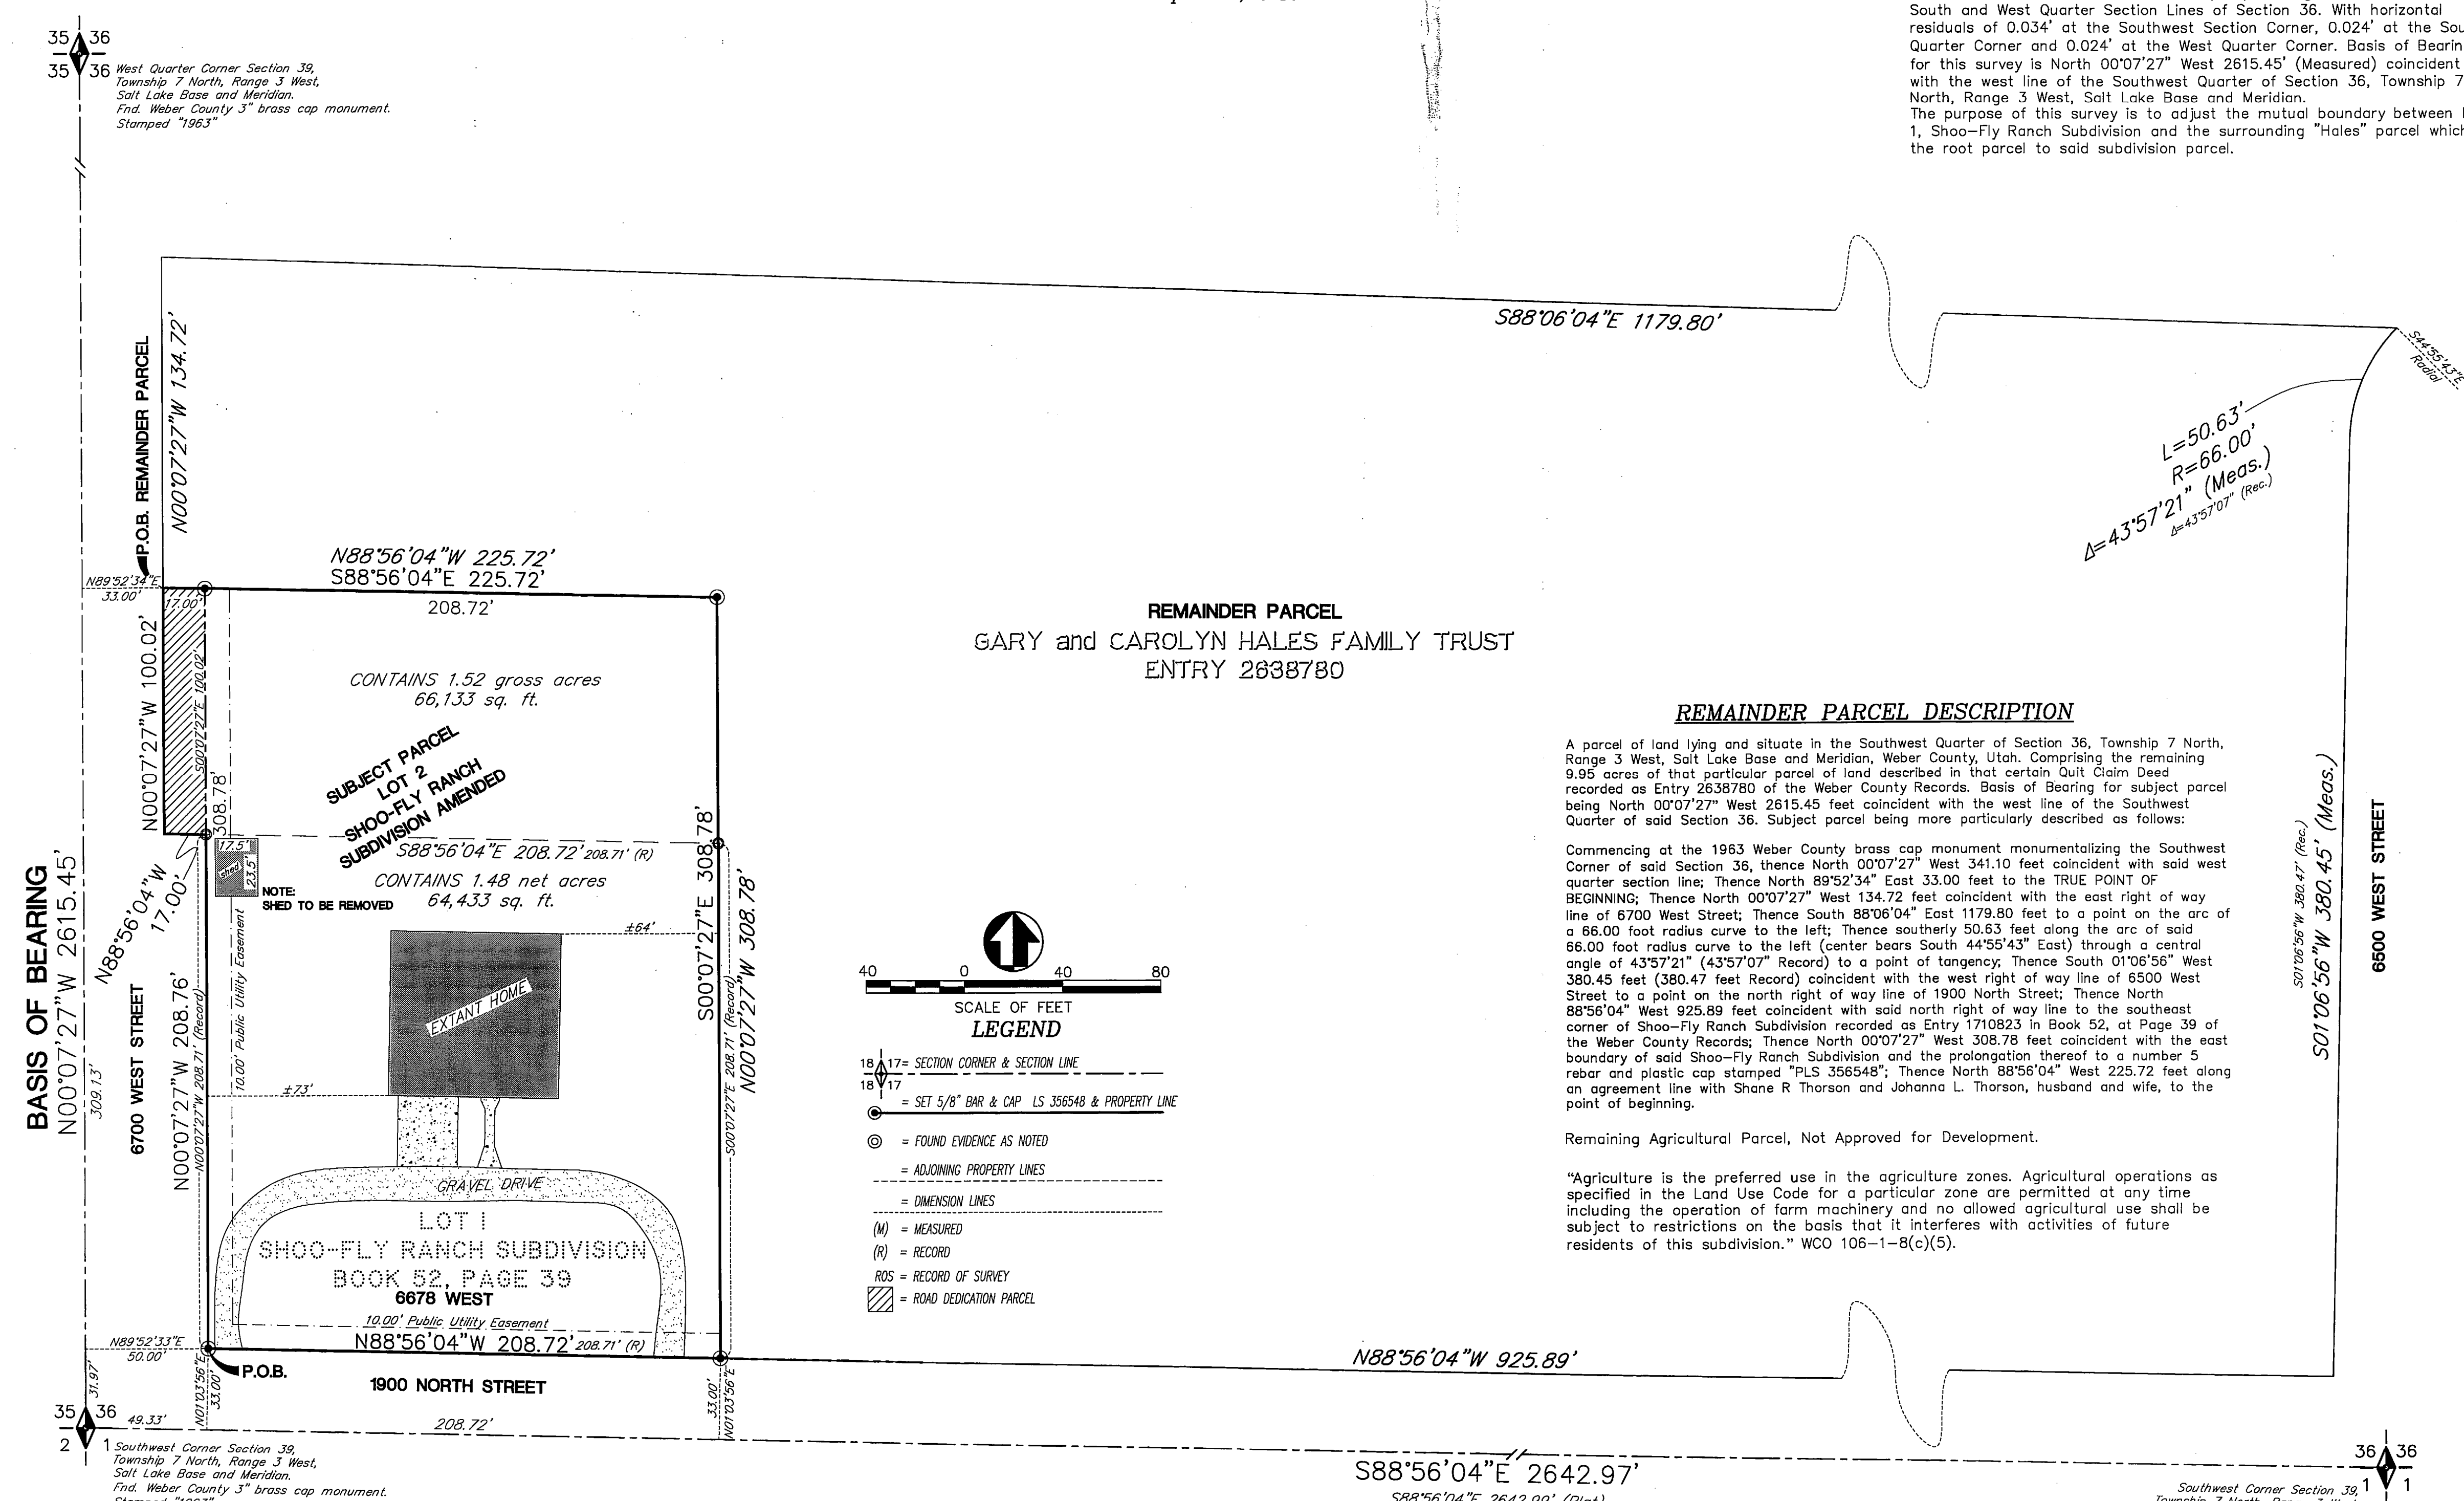 South and West Quarter Section Lines of Section 36. With horizontal
residuals of 0.034' at the Southwest Section Corner, 0.024' at the
Quarter Corner and 0.024' at the West Quarter Corner. Basis of
for this survey is North 00°07'27" West 2615.45' (Measured) coincident
with the west line of the Southwest Quarter of Section 36, Township 7
North, Range 3 West, Salt Lake Base and Meridian.
The purpose of this survey is to adjust the mutual boundary between
1, Shoo-Fly Ranch Subdivision and the surrounding "Hales" parcel
the root parcel to said subdivision parcel.
35 36
35 36
West Quarter Corner Section 39,
Township 7 North, Range 3 West,
Salt Lake Base and Meridian.
Fnd. Weber County 3" brass cap monument.
Stamped "1963"
P.O.B. REMAINDER PARCEL
N00°07'27"W 134.72'
S88°06'04"E 1179.80'
S44°55'43"E
Radial
L=50.63'
R=66.00'
Δ=43°57'21" (Meas.)
Δ=43°57'07" (Rec.)
N88°56'04"W 225.72'
S88°56'04"E 225.72'
208.72'
N89°52'34"E
33.00'
17.00'
N00°07'27"W 100.02'
S00°07'27"E 100.02'
CONTAINS 1.52 gross acres
66,133 sq. ft.
SUBJECT PARCEL
LOT 2
SHOO-FLY RANCH
SUBDIVISION AMENDED
308.78'
S88°56'04"E 208.72' 208.71' (R)
CONTAINS 1.48 net acres
64,433 sq. ft.
17.5'
shed
23.5'
NOTE:
SHED TO BE REMOVED
N88°56'04"W
17.00'
±64'
EXTANT HOME
±73'
S00°07'27"E 308.78'
N00°07'27"W 308.78'
S00°07'27"E 208.71' (Record)
BASIS OF BEARING
N00°07'27"W 2615.45'
309.13'
6700 WEST STREET
N00°07'27"W 208.76'
N00°07'27"W 208.71' (Record)
10.00' Public Utility Easement
GRAVEL DRIVE
LOT 1
SHOO-FLY RANCH SUBDIVISION
BOOK 52, PAGE 39
6678 WEST
10.00' Public Utility Easement
N88°56'04"W 208.72' 208.71' (R)
N89°52'33"E
50.00'
P.O.B.
31.97'
N01°03'56"E
33.00'
1900 NORTH STREET
33.00'
N01°03'56"E
49.33'
208.72'
35 36
2 1
Southwest Corner Section 39,
Township 7 North, Range 3 West,
Salt Lake Base and Meridian.
Fnd. Weber County 3" brass cap monument.
Stamped "1963"
REMAINDER PARCEL
GARY and CAROLYN HALES FAMILY TRUST
ENTRY 2638780
40 0 40 80
SCALE OF FEET
LEGEND
18 17 = SECTION CORNER & SECTION LINE
18 17
= SET 5/8" BAR & CAP LS 356548 & PROPERTY LINE
= FOUND EVIDENCE AS NOTED
= ADJOINING PROPERTY LINES
= DIMENSION LINES
(M) = MEASURED
(R) = RECORD
ROS = RECORD OF SURVEY
= ROAD DEDICATION PARCEL
REMAINDER PARCEL DESCRIPTION
A parcel of land lying and situate in the Southwest Quarter of Section 36, Township 7 North,
Range 3 West, Salt Lake Base and Meridian, Weber County, Utah. Comprising the remaining
9.95 acres of that particular parcel of land described in that certain Quit Claim Deed
recorded as Entry 2638780 of the Weber County Records. Basis of Bearing for subject parcel
being North 00°07'27" West 2615.45 feet coincident with the west line of the Southwest
Quarter of said Section 36. Subject parcel being more particularly described as follows:
Commencing at the 1963 Weber County brass cap monument monumentalizing the Southwest
Corner of said Section 36, thence North 00°07'27" West 341.10 feet coincident with said west
quarter section line; Thence North 89°52'34" East 33.00 feet to the TRUE POINT OF
BEGINNING; Thence North 00°07'27" West 134.72 feet coincident with the east right of way
line of 6700 West Street; Thence South 88°06'04" East 1179.80 feet to a point on the arc of
a 66.00 foot radius curve to the left; Thence southerly 50.63 feet along the arc of said
66.00 foot radius curve to the left (center bears South 44°55'43" East) through a central
angle of 43°57'21" (43°57'07" Record) to a point of tangency; Thence South 01°06'56" West
380.45 feet (380.47 feet Record) coincident with the west right of way line of 6500 West
Street to a point on the north right of way line of 1900 North Street; Thence North
88°56'04" West 925.89 feet coincident with said north right of way line to the southeast
corner of Shoo-Fly Ranch Subdivision recorded as Entry 1710823 in Book 52, at Page 39 of
the Weber County Records; Thence North 00°07'27" West 308.78 feet coincident with the east
boundary of said Shoo-Fly Ranch Subdivision and the prolongation thereof to a number 5
rebar and plastic cap stamped "PLS 356548"; Thence North 88°56'04" West 225.72 feet along
an agreement line with Shane R Thorson and Johanna L. Thorson, husband and wife, to the
point of beginning.
Remaining Agricultural Parcel, Not Approved for Development.
"Agriculture is the preferred use in the agriculture zones. Agricultural operations as
specified in the Land Use Code for a particular zone are permitted at any time
including the operation of farm machinery and no allowed agricultural use shall be
subject to restrictions on the basis that it interferes with activities of future
residents of this subdivision." WCO 106-1-8(c)(5).
S01°06'56"W 380.47' (Rec.)
S01°06'56"W 380.45' (Meas.)
6500 WEST STREET
N88°56'04"W 925.89'
S88°56'04"E 2642.97'
S88°56'04"E 2642.99' (Plat)
36 36
1 1
Southwest Corner Section 39,